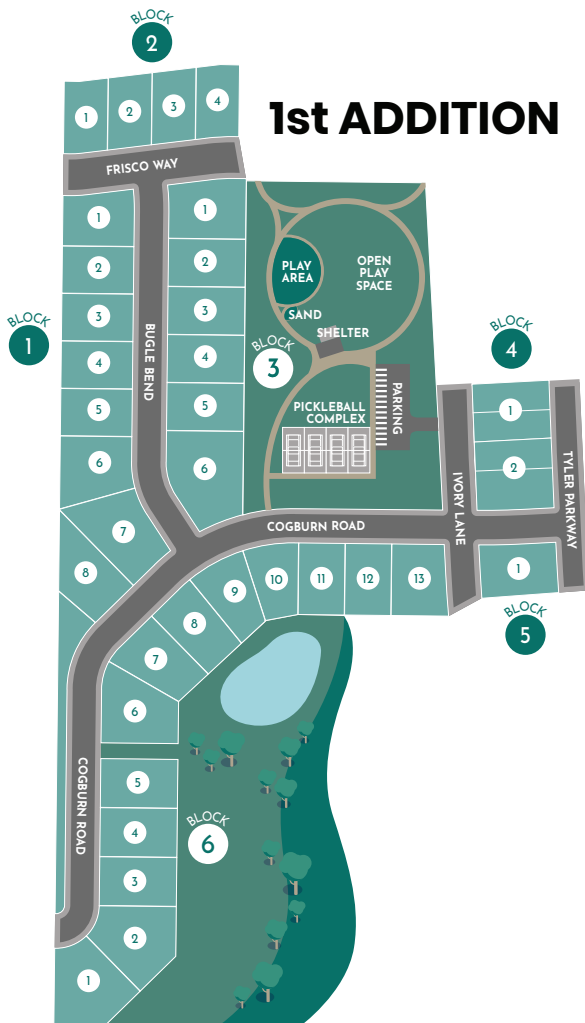 BLOCK
2
1st ADDITION
1
2
3
4
FRISCO WAY
BLOCK
1
1
2
3
4
5
6
7
8
BUGLE BEND
1
2
3
4
5
6
PLAY
AREA
OPEN
PLAY
SPACE
SAND
SHELTER
BLOCK
3
PICKLEBALL
COMPLEX
PARKING
BLOCK
4
1
2
IVORY LANE
TYLER PARKWAY
COGBURN ROAD
1
BLOCK
5
13
12
11
10
9
8
7
6
5
4
3
2
1
BLOCK
6
COGBURN ROAD